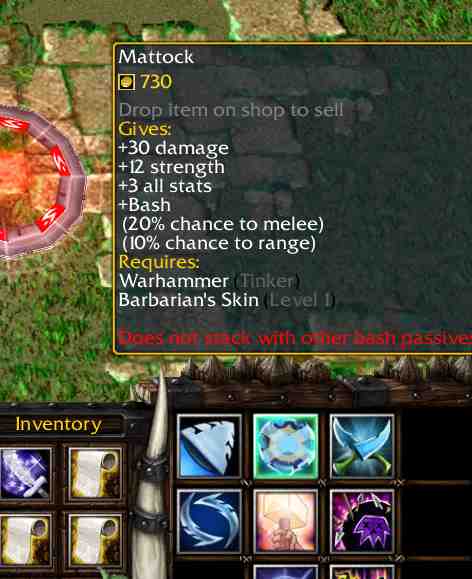 Mattock
730
Drop item on shop to sell
Gives:
+30 damage
+12 strength
+3 all stats
+Bash
(20% chance to melee)
(10% chance to range)
Requires:
Warhammer (Tinker)
Barbarian's Skin (Level 1)
Does not stack with other bash passives
Inventory